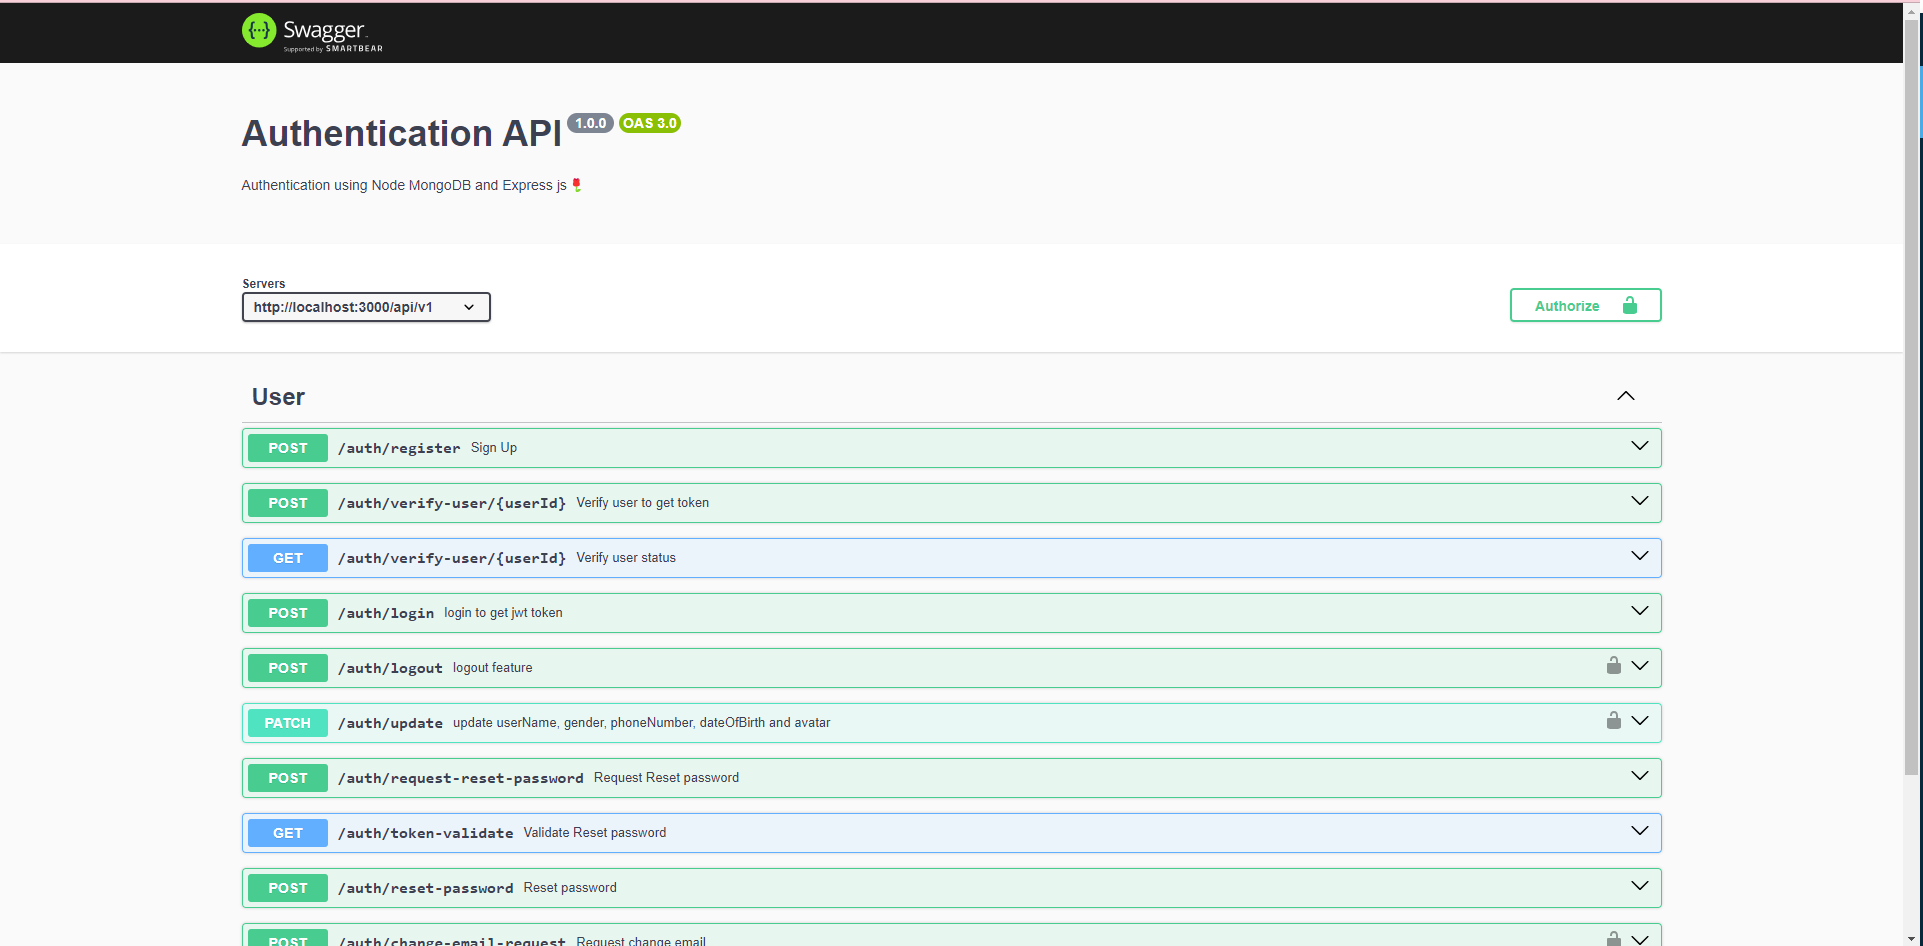 Swagger
Supported by SMARTBEAR
Authentication API 1.0.0 OAS 3.0
Authentication using Node MongoDB and Express js🌹
Servers
http://localhost:3000/api/v1
Authorize
User
POST /auth/register Sign Up
POST /auth/verify-user/{userId} Verify user to get token
GET /auth/verify-user/{userId} Verify user status
POST /auth/login login to get jwt token
POST /auth/logout logout feature
PATCH /auth/update update userName, gender, phoneNumber, dateOfBirth and avatar
POST /auth/request-reset-password Request Reset password
GET /auth/token-validate Validate Reset password
POST /auth/reset-password Reset password
POST /auth/change-email-request Request change email